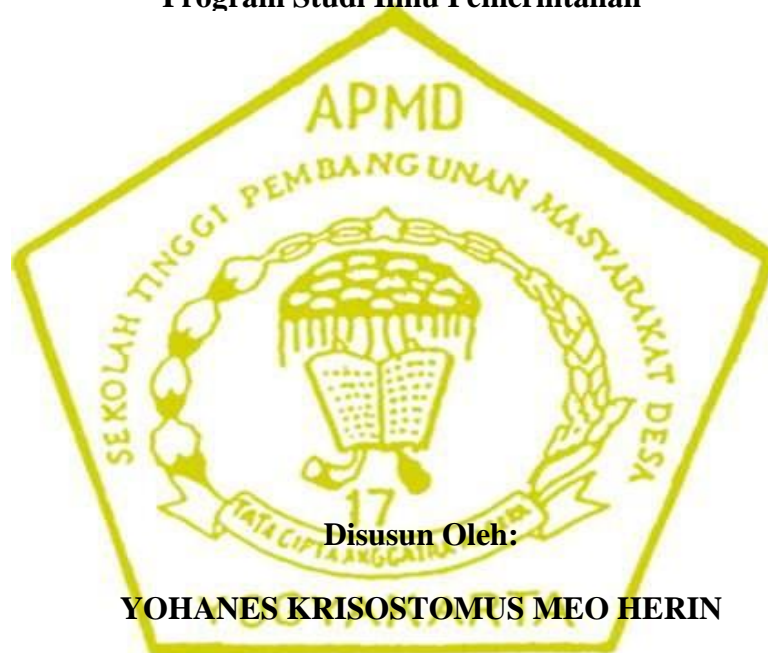 Program Studi Ilmu Pemerintahan
APMD
SEKOLAH TINGGI PEMBANGUNAN MASYARAKAT DESA
17
TATA CIPTA ANGGATRA
Disusun Oleh:
YOHANES KRISOSTOMUS MEO HERIN